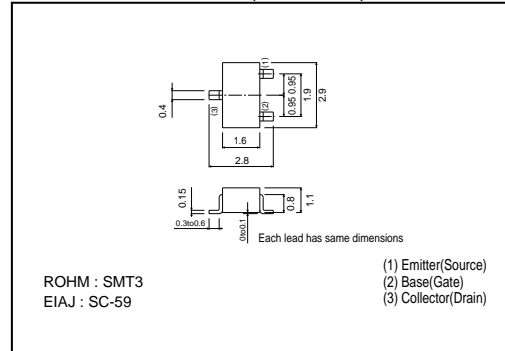 (1)
0.95 0.95
1.9
2.9
0.4
(3)
(2)
1.6
2.8
0.15
0.3to0.6
0to0.1
0.8
1.1
Each lead has same dimensions
ROHM : SMT3
EIAJ : SC-59
(1) Emitter(Source)
(2) Base(Gate)
(3) Collector(Drain)